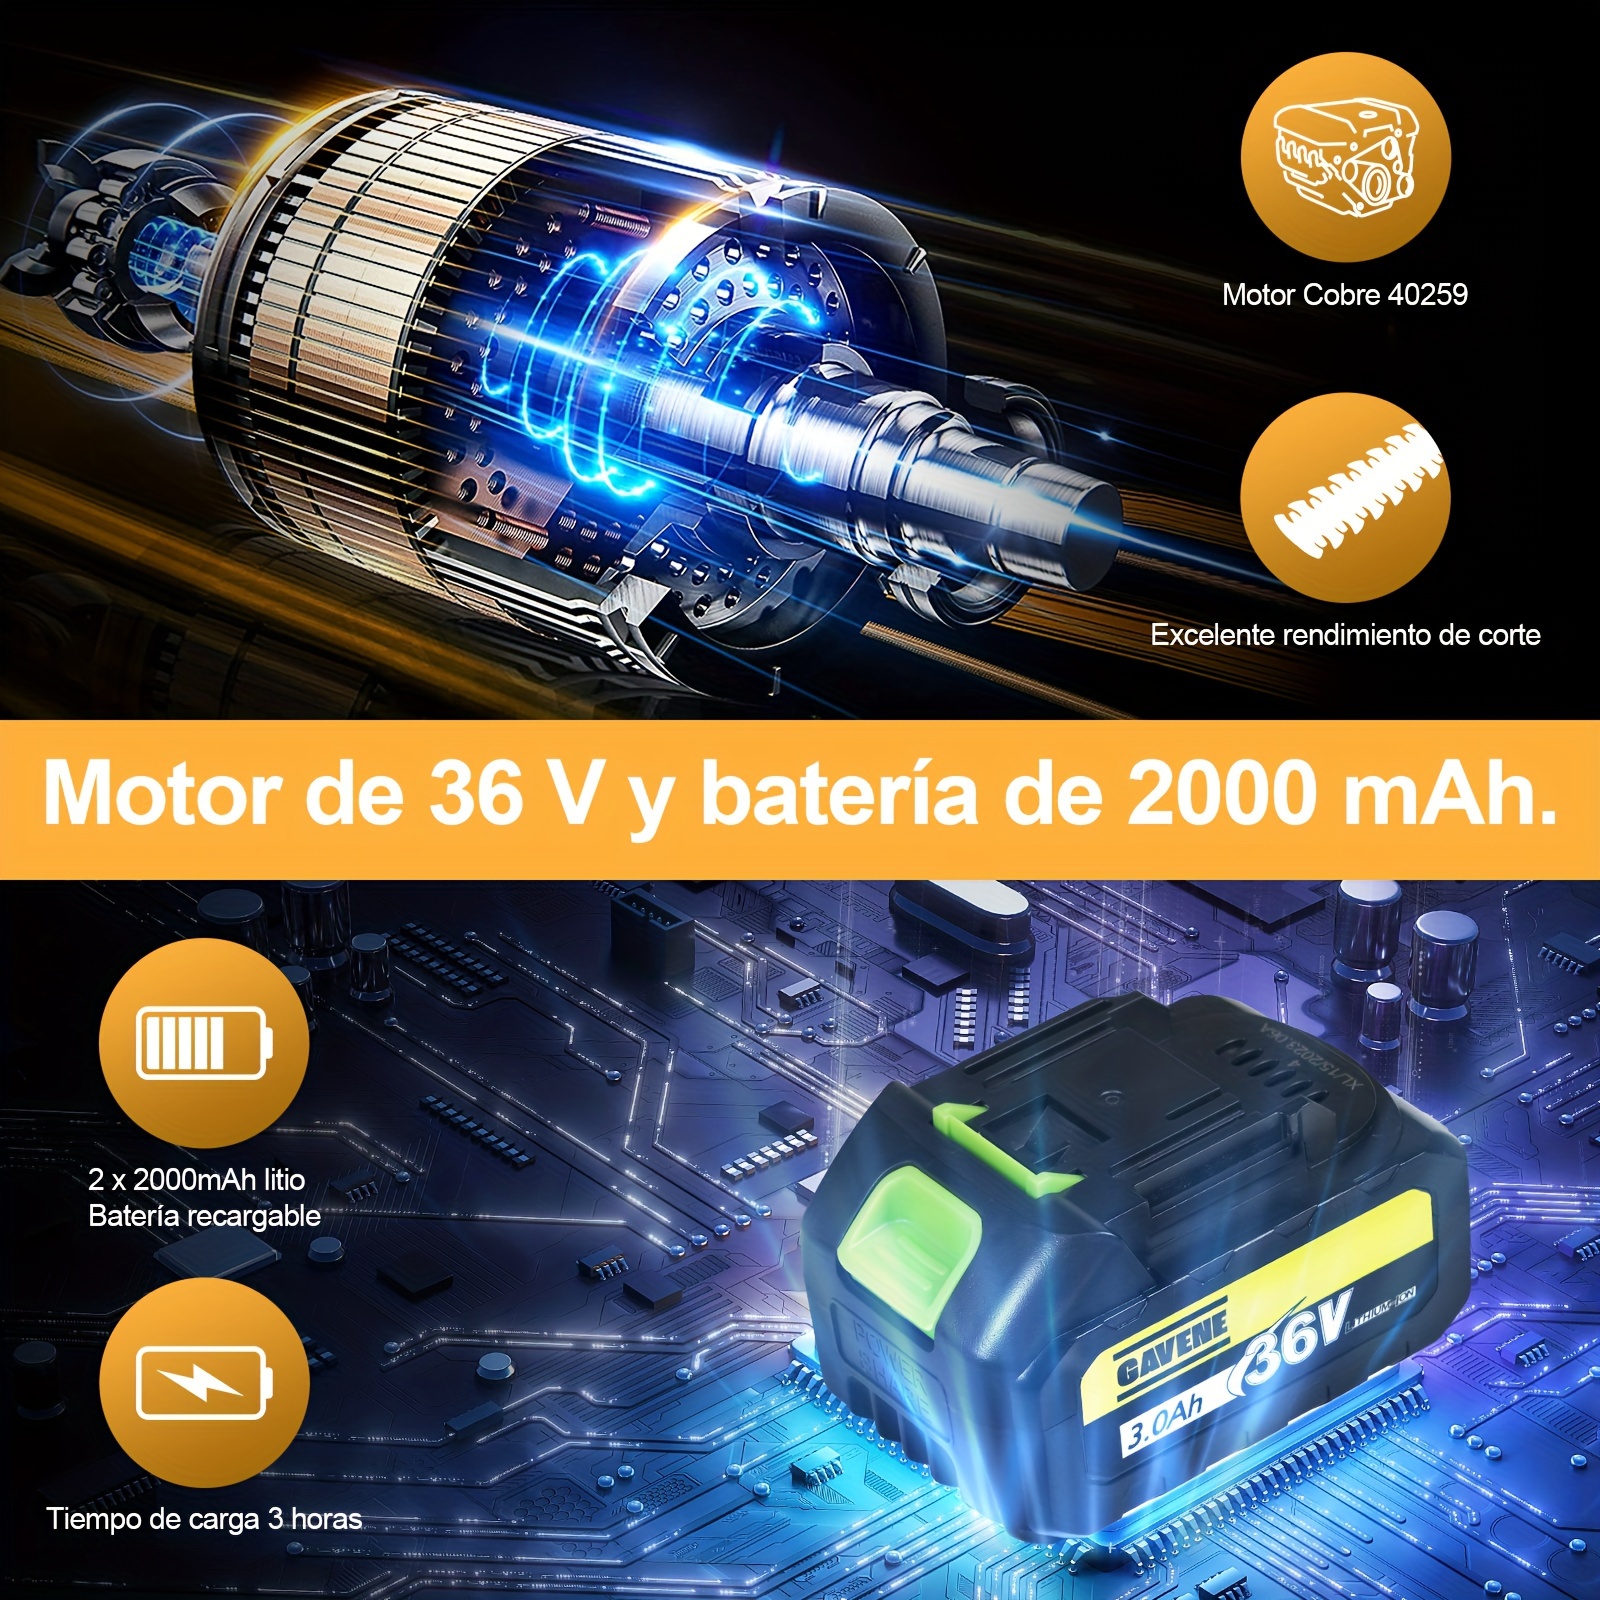 Motor Cobre 40259
Excelente rendimiento de corte
Motor de 36 V y batería de 2000 mAh.
2 x 2000mAh litio
Batería recargable
Tiempo de carga 3 horas
GAVENE
36V
LITHIUM-ION
3.0Ah
POWER